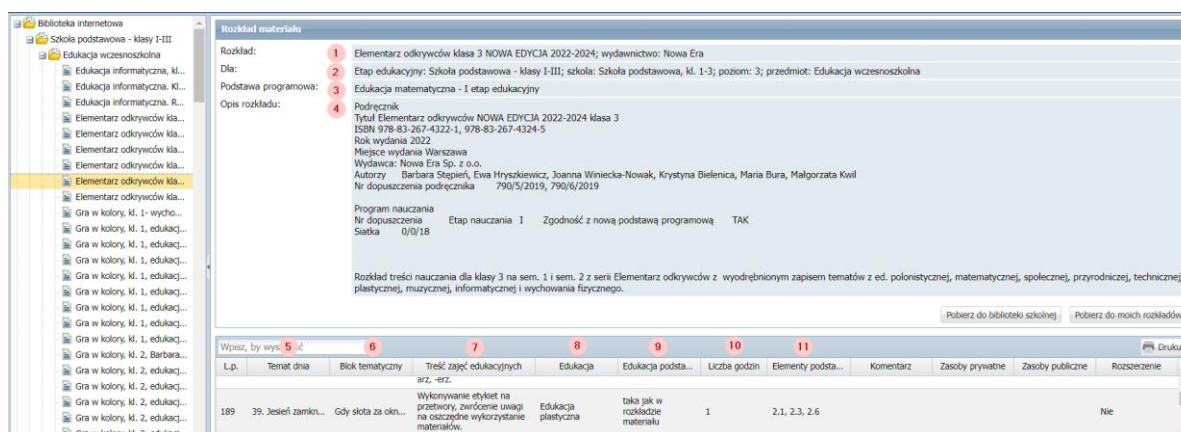 Biblioteka internetowa
Szkoła podstawowa - klasy I-III
Edukacja wczesnoszkolna
Edukacja informatyczna, kl...
Edukacja informatyczna. Kl...
Edukacja informatyczna. R...
Elementarz odkrywców kla...
Elementarz odkrywców kla...
Elementarz odkrywców kla...
Elementarz odkrywców kla...
Elementarz odkrywców kla...
Elementarz odkrywców kla...
Gra w kolory, kl. 1- wycho...
Gra w kolory, kl. 1, edukacj...
Gra w kolory, kl. 1, edukacj...
Gra w kolory, kl. 1, edukacj...
Gra w kolory, kl. 1, edukacj...
Gra w kolory, kl. 1, edukacj...
Gra w kolory, kl. 1, edukacj...
Gra w kolory, kl. 1, edukacj...
Gra w kolory, kl. 1, edukacj...
Gra w kolory, kl. 2, Barbara...
Gra w kolory, kl. 2, edukacj...
Gra w kolory, kl. 2, edukacj...
Gra w kolory, kl. 2, edukacj...
Gra w kolory, kl. 2, edukacj...
Rozkład materiału
Rozkład: 1 Elementarz odkrywców klasa 3 NOWA EDYCJA 2022-2024; wydawnictwo: Nowa Era
Dla: 2 Etap edukacyjny: Szkoła podstawowa - klasy I-III; szkoła: Szkoła podstawowa, kl. 1-3; poziom: 3; przedmiot: Edukacja wczesnoszkolna
Podstawa programowa: 3 Edukacja matematyczna - I etap edukacyjny
Opis rozkładu: 4 Podręcznik
Tytuł Elementarz odkrywców NOWA EDYCJA 2022-2024 klasa 3
ISBN 978-83-267-4322-1, 978-83-267-4324-5
Rok wydania 2022
Miejsce wydania Warszawa
Wydawca: Nowa Era Sp. z o.o.
Autorzy Barbara Stępień, Ewa Hryszkiewicz, Joanna Winiecka-Nowak, Krystyna Bielenica, Maria Bura, Małgorzata Kwil
Nr dopuszczenia podręcznika 790/5/2019, 790/6/2019
Program nauczania
Nr dopuszczenia Etap nauczania I Zgodność z nową podstawą programową TAK
Siatka 0/0/18
Rozkład treści nauczania dla klasy 3 na sem. 1 i sem. 2 z serii Elementarz odkrywców z wyodrębnionym zapisem tematów z ed. polonistycznej, matematycznej, społecznej, przyrodniczej, technicznej,
plastycznej, muzycznej, informatycznej i wychowania fizycznego.
Pobierz do biblioteki szkolnej Pobierz do moich rozkładów
Wpisz, by wys 5 ć 6 7 8 9 10 11 Druku
L.p. Temat dnia Blok tematyczny Treść zajęć edukacyjnych Edukacja Edukacja podsta... Liczba godzin Elementy podsta... Komentarz Zasoby prywatne Zasoby publiczne Rozszerzenie
arz, -erz.
189 39. Jesień zamkn... Gdy słota za okn... Wykonywanie etykiet na
przetwory, zwrócenie uwagi
na oszczędne wykorzystanie
materiałów.
Edukacja
plastyczna
taka jak w
rozkładzie
materiału
1 2.1, 2.3, 2.6 Nie